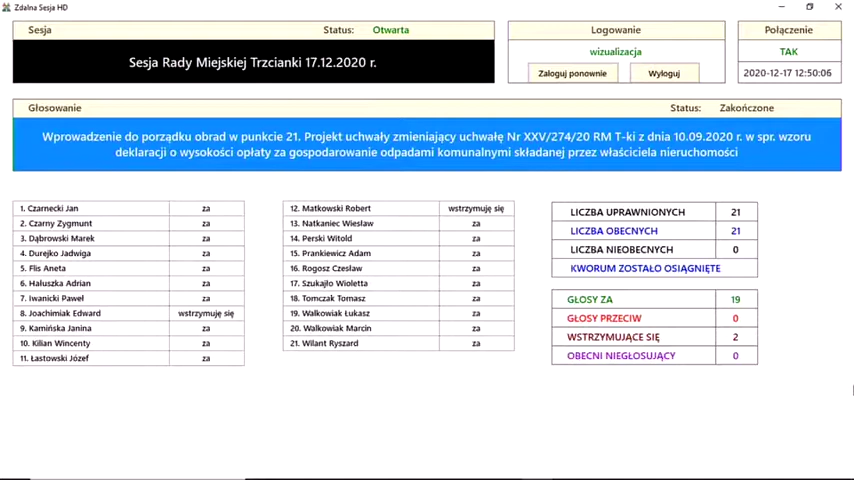 Zdalna Sesja HD
Sesja Status: Otwarta
Sesja Rady Miejskiej Trzcianki 17.12.2020 r.
Logowanie
wizualizacja
Zaloguj ponownie Wyloguj
Połączenie
TAK
2020-12-17 12:50:06
Głosowanie Status: Zakończone
Wprowadzenie do porządku obrad w punkcie 21. Projekt uchwały zmieniający uchwałę Nr XXV/274/20 RM T-ki z dnia 10.09.2020 r. w spr. wzoru
deklaracji o wysokości opłaty za gospodarowanie odpadami komunalnymi składanej przez właściciela nieruchomości
1. Czarnecki Jan za
2. Czarny Zygmunt za
3. Dąbrowski Marek za
4. Durejko Jadwiga za
5. Flis Aneta za
6. Hałuszka Adrian za
7. Iwanicki Paweł za
8. Joachimiak Edward wstrzymuję się
9. Kamińska Janina za
10. Kilian Wincenty za
11. Łastowski Józef za
12. Matkowski Robert wstrzymuję się
13. Natkaniec Wiesław za
14. Perski Witold za
15. Prankiewicz Adam za
16. Rogosz Czesław za
17. Szukajło Wioletta za
18. Tomczak Tomasz za
19. Walkowiak Łukasz za
20. Walkowiak Marcin za
21. Wilant Ryszard za
LICZBA UPRAWNIONYCH 21
LICZBA OBECNYCH 21
LICZBA NIEOBECNYCH 0
KWORUM ZOSTAŁO OSIĄGNIĘTE
GŁOSY ZA 19
GŁOSY PRZECIW 0
WSTRZYMUJĄCE SIĘ 2
OBECNI NIEGŁOSUJĄCY 0